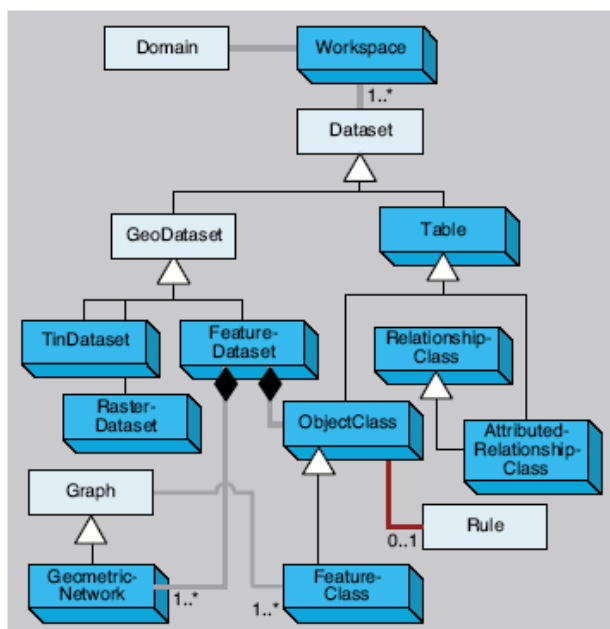 Domain
Workspace
1..*
Dataset
GeoDataset
Table
TinDataset
Feature-
Dataset
Relationship-
Class
Raster-
Dataset
ObjectClass
Attributed-
Relationship-
Class
Graph
Rule
0..1
Geometric-
Network
1..*
1..*
Feature-
Class